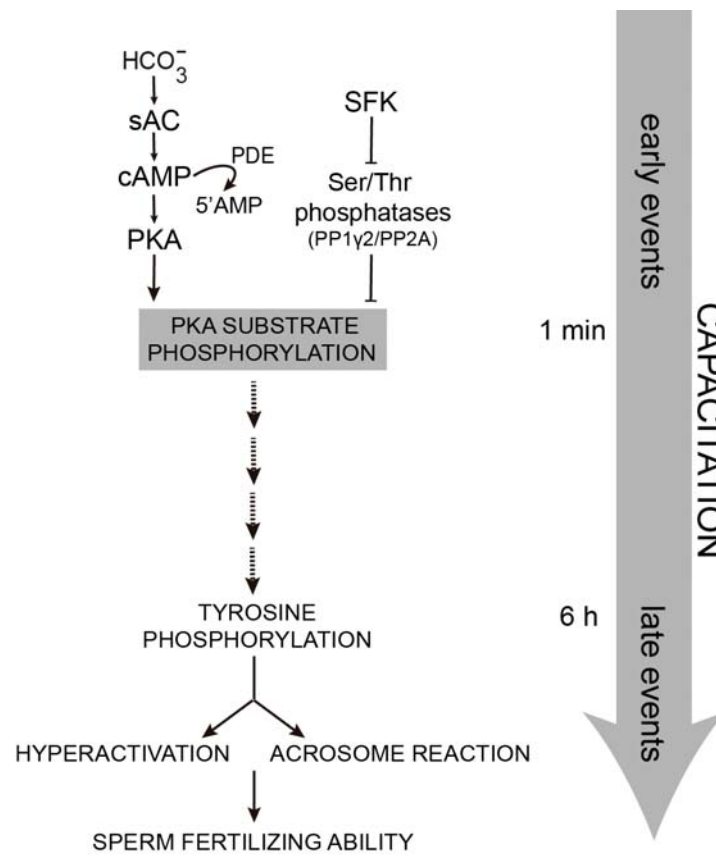 HCO₃⁻
sAC
cAMP
PDE
5'AMP
PKA
SFK
Ser/Thr
phosphatases
(PP1γ2/PP2A)
PKA SUBSTRATE
PHOSPHORYLATION
TYROSINE
PHOSPHORYLATION
HYPERACTIVATION
ACROSOME REACTION
SPERM FERTILIZING ABILITY
1 min
6 h
early events
late events
CAPACITATION